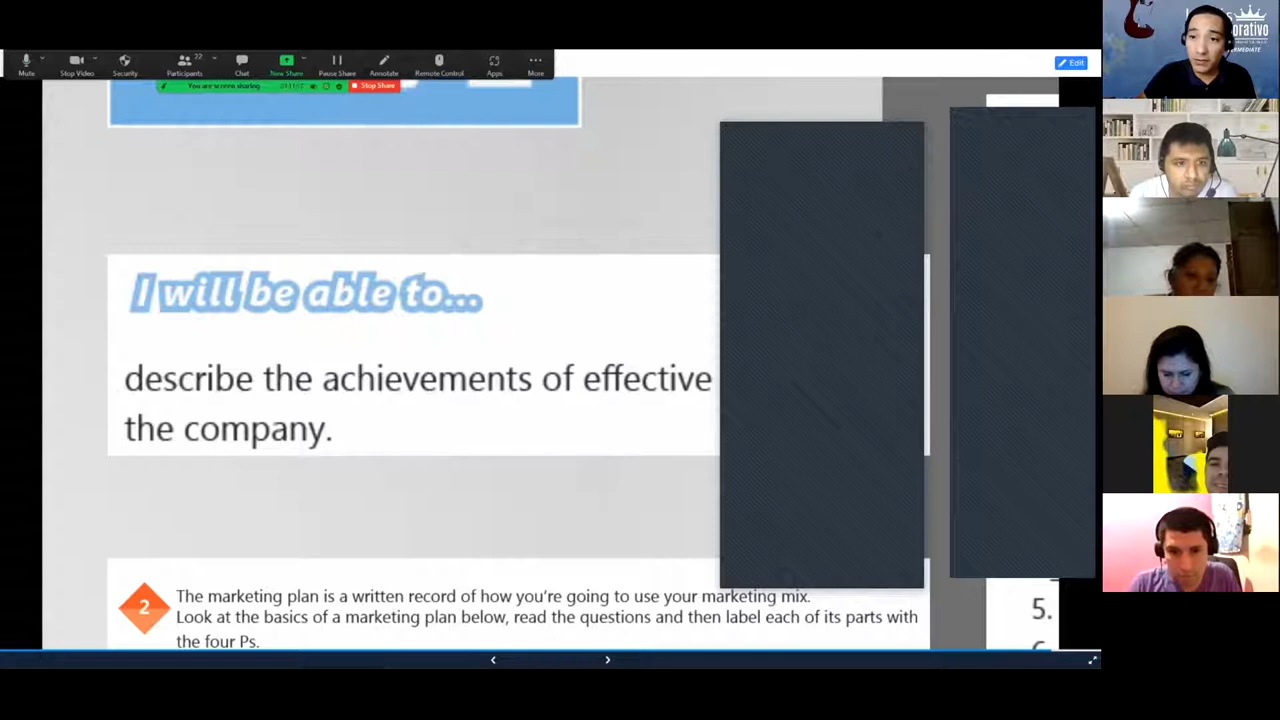 22
Mute
Stop Video
Security
Participants
Chat
New Share
Pause Share
Annotate
Remote Control
Apps
More
You are screen sharing
Stop Share
Edit
orativo
I will be able to...
describe the achievements of effective
the company.
2
The marketing plan is a written record of how you're going to use your marketing mix.
Look at the basics of a marketing plan below, read the questions and then label each of its parts with
the four Ps.
5.